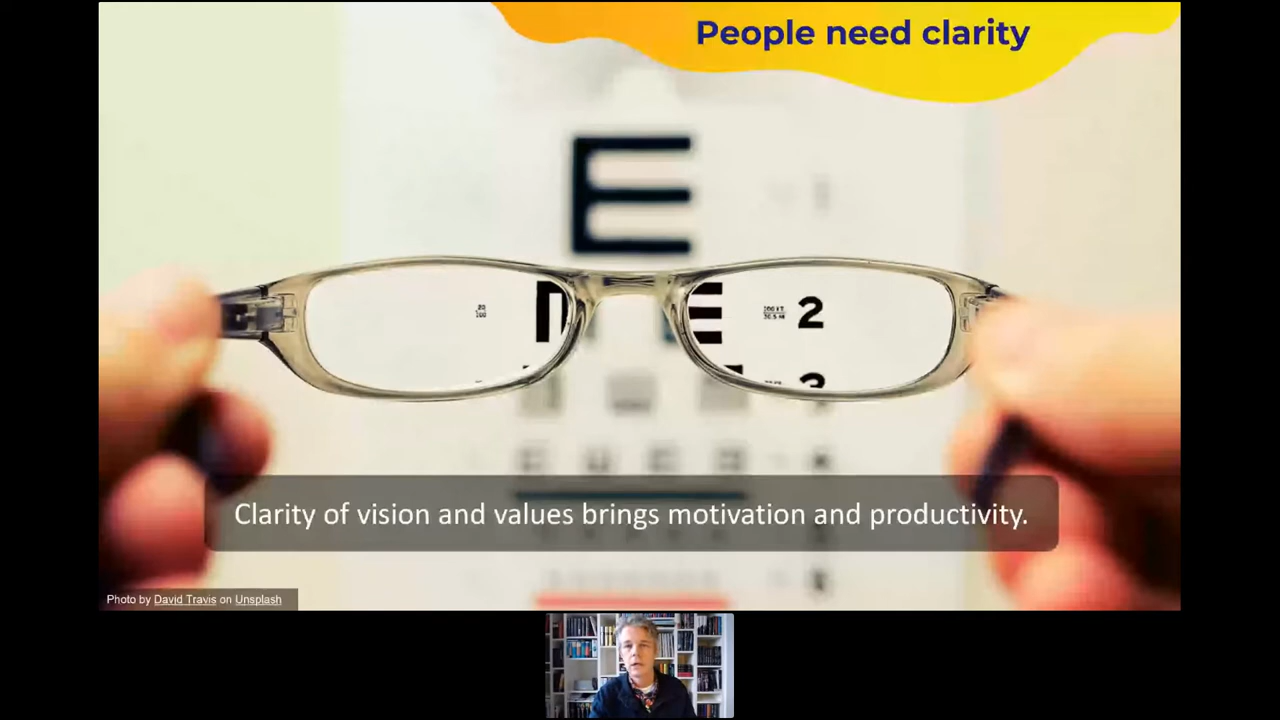 People need clarity
E
2
3
Clarity of vision and values brings motivation and productivity.
Photo by David Travis on Unsplash